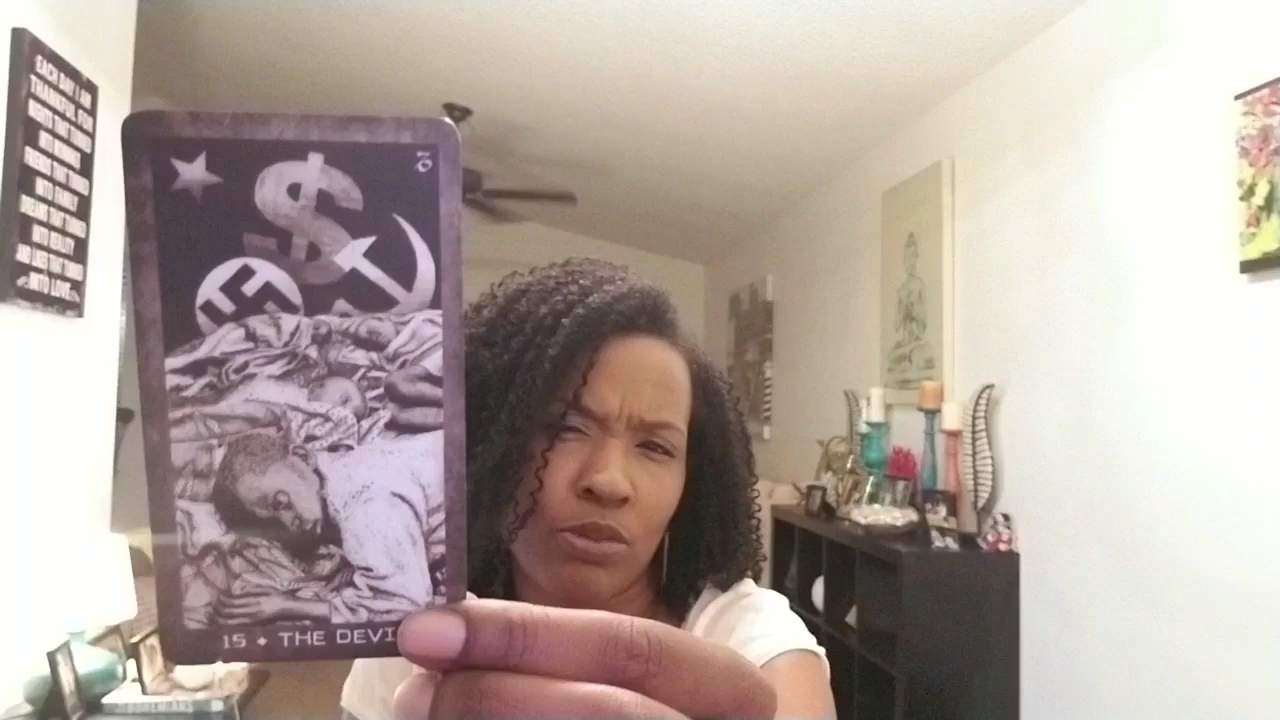 EACH DAY I AM
THANKFUL FOR
NIGHTS THAT TURNED
INTO MORNINGS
FRIENDS THAT TURNED
INTO FAMILY
DREAMS THAT TURNED
INTO REALITY
AND LIKES THAT TURNED
INTO LOVE.
$
15 ◆ THE DEVI